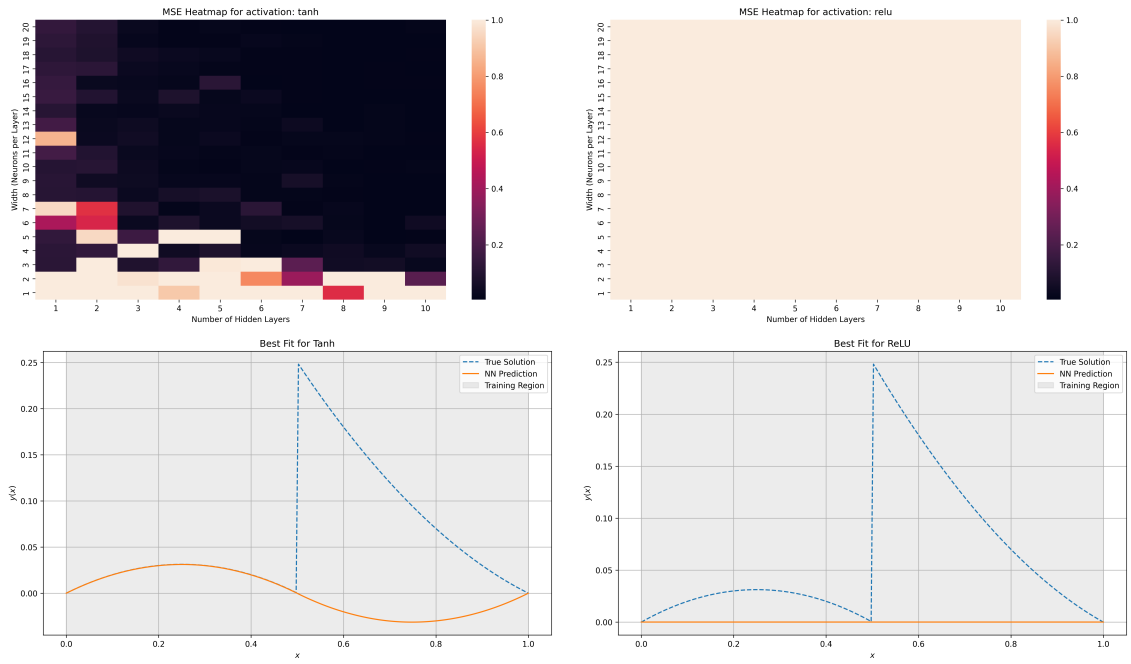 MSE Heatmap for activation: tanh
Width (Neurons per Layer)
20
19
18
17
16
15
14
13
12
11
10
9
8
7
6
5
4
3
2
1
1 2 3 4 5 6 7 8 9 10
Number of Hidden Layers
1.0
0.8
0.6
0.4
0.2
MSE Heatmap for activation: relu
Width (Neurons per Layer)
20
19
18
17
16
15
14
13
12
11
10
9
8
7
6
5
4
3
2
1
1 2 3 4 5 6 7 8 9 10
Number of Hidden Layers
1.0
0.8
0.6
0.4
0.2
Best Fit for Tanh
True Solution
NN Prediction
Training Region
y(x)
0.25
0.20
0.15
0.10
0.05
0.00
0.0 0.2 0.4 0.6 0.8 1.0
x
Best Fit for ReLU
True Solution
NN Prediction
Training Region
y(x)
0.25
0.20
0.15
0.10
0.05
0.00
0.0 0.2 0.4 0.6 0.8 1.0
x